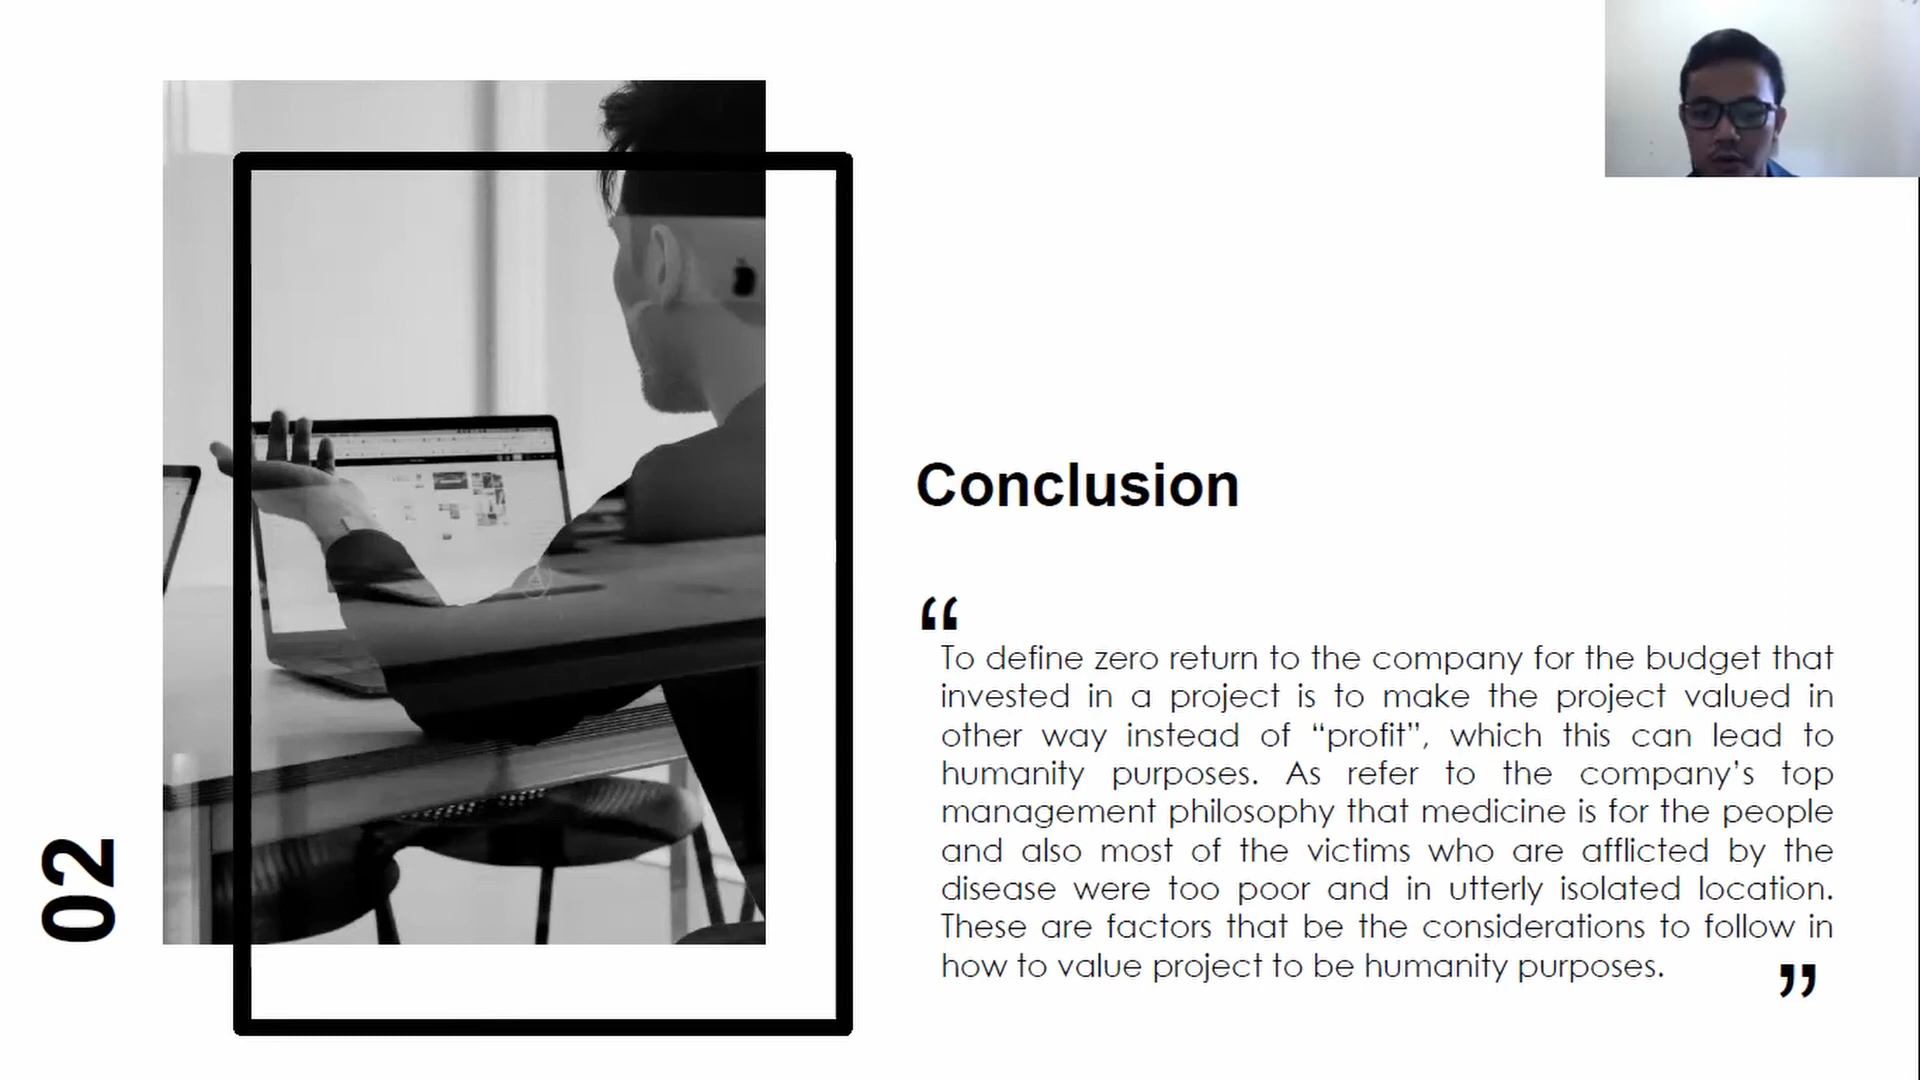 Conclusion
“
To define zero return to the company for the budget that
invested in a project is to make the project valued in
other way instead of “profit”, which this can lead to
humanity purposes. As refer to the company’s top
management philosophy that medicine is for the people
and also most of the victims who are afflicted by the
disease were too poor and in utterly isolated location.
These are factors that be the considerations to follow in
how to value project to be humanity purposes.
”
02